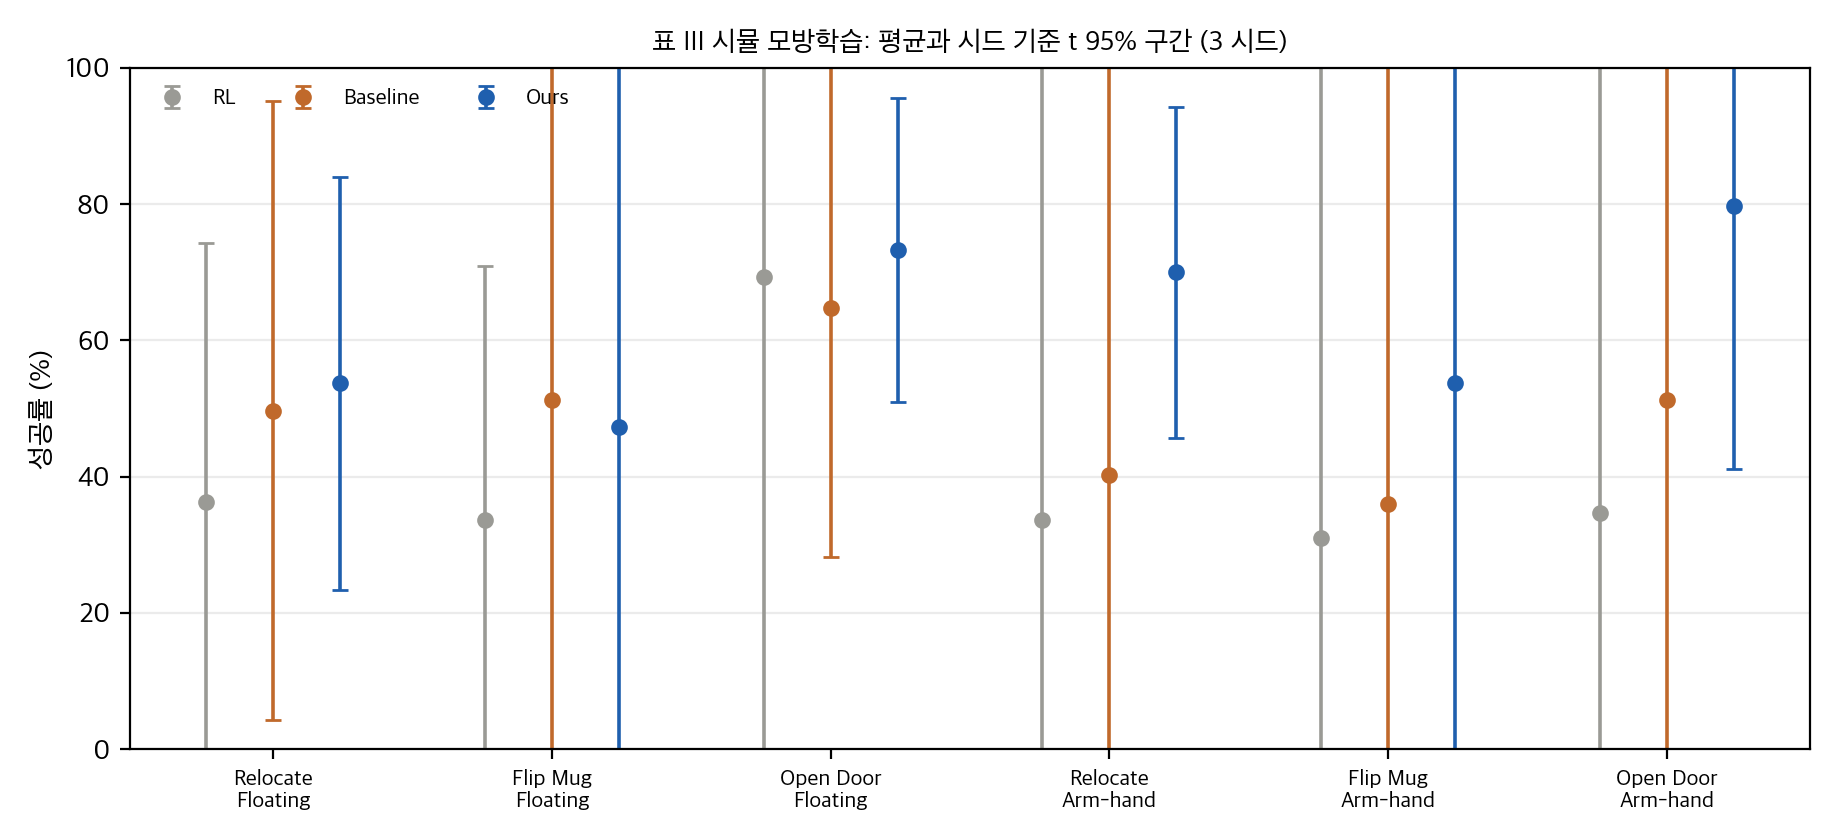 표 III 시뮬 모방학습: 평균과 시드 기준 t 95% 구간 (3 시드)
RL
Baseline
Ours
성공률 (%)
100
80
60
40
20
0
Relocate
Floating
Flip Mug
Floating
Open Door
Floating
Relocate
Arm-hand
Flip Mug
Arm-hand
Open Door
Arm-hand